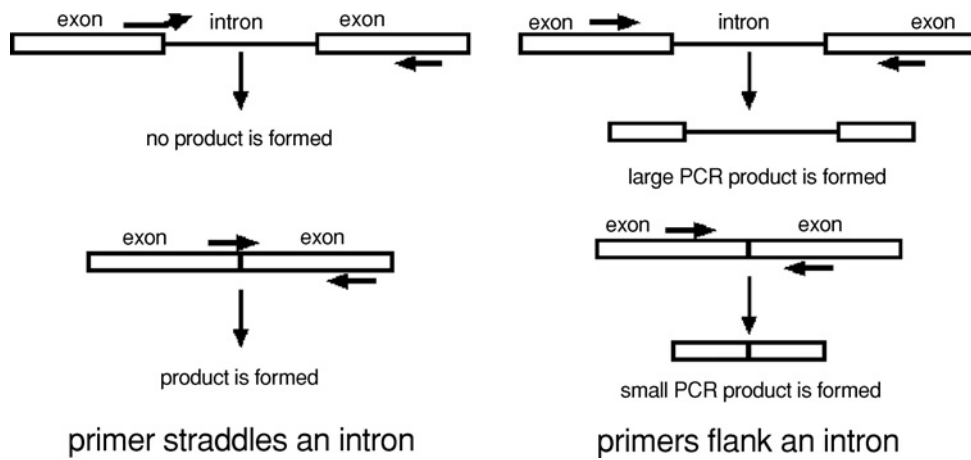 exon intron exon
no product is formed
exon exon
product is formed
primer straddles an intron
exon intron exon
large PCR product is formed
exon exon
small PCR product is formed
primers flank an intron